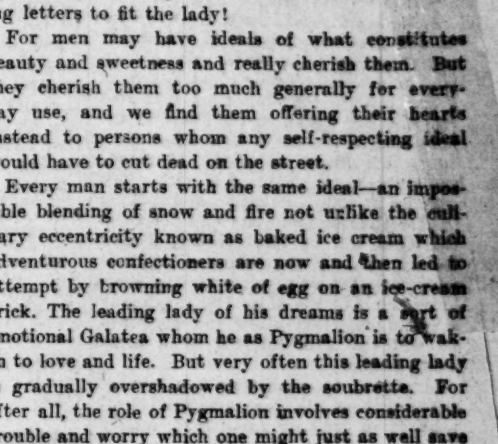 ng letters to fit the lady!
For men may have ideals of what constitutes
eauty and sweetness and really cherish them. But
hey cherish them too much generally for every-
ay use, and we find them offering their hearts
nstead to persons whom any self-respecting ideal
ould have to cut dead on the street.
Every man starts with the same ideal—an impos-
ible blending of snow and fire not unlike the culi-
ary eccentricity known as baked ice cream which
dventurous confectioners are now and then led to
ttempt by browning white of egg on an ice-cream
rick. The leading lady of his dreams is a sort of
motional Galatea whom he as Pygmalion is to wak-
n to love and life. But very often this leading lady
gradually overshadowed by the soubrette. For
fter all, the role of Pygmalion involves considerable
rouble and worry which one might just as well save